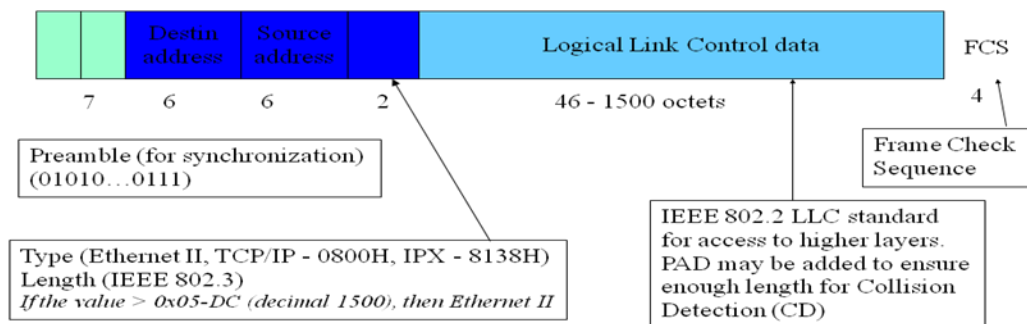 Destin address
Source address
Logical Link Control data
FCS
7 6 6 2 46 - 1500 octets 4
Preamble (for synchronization)
(01010...0111)
Frame Check
Sequence
Type (Ethernet II, TCP/IP - 0800H, IPX - 8138H)
Length (IEEE 802.3)
If the value > 0x05-DC (decimal 1500), then Ethernet II
IEEE 802.2 LLC standard
for access to higher layers.
PAD may be added to ensure
enough length for Collision
Detection (CD)